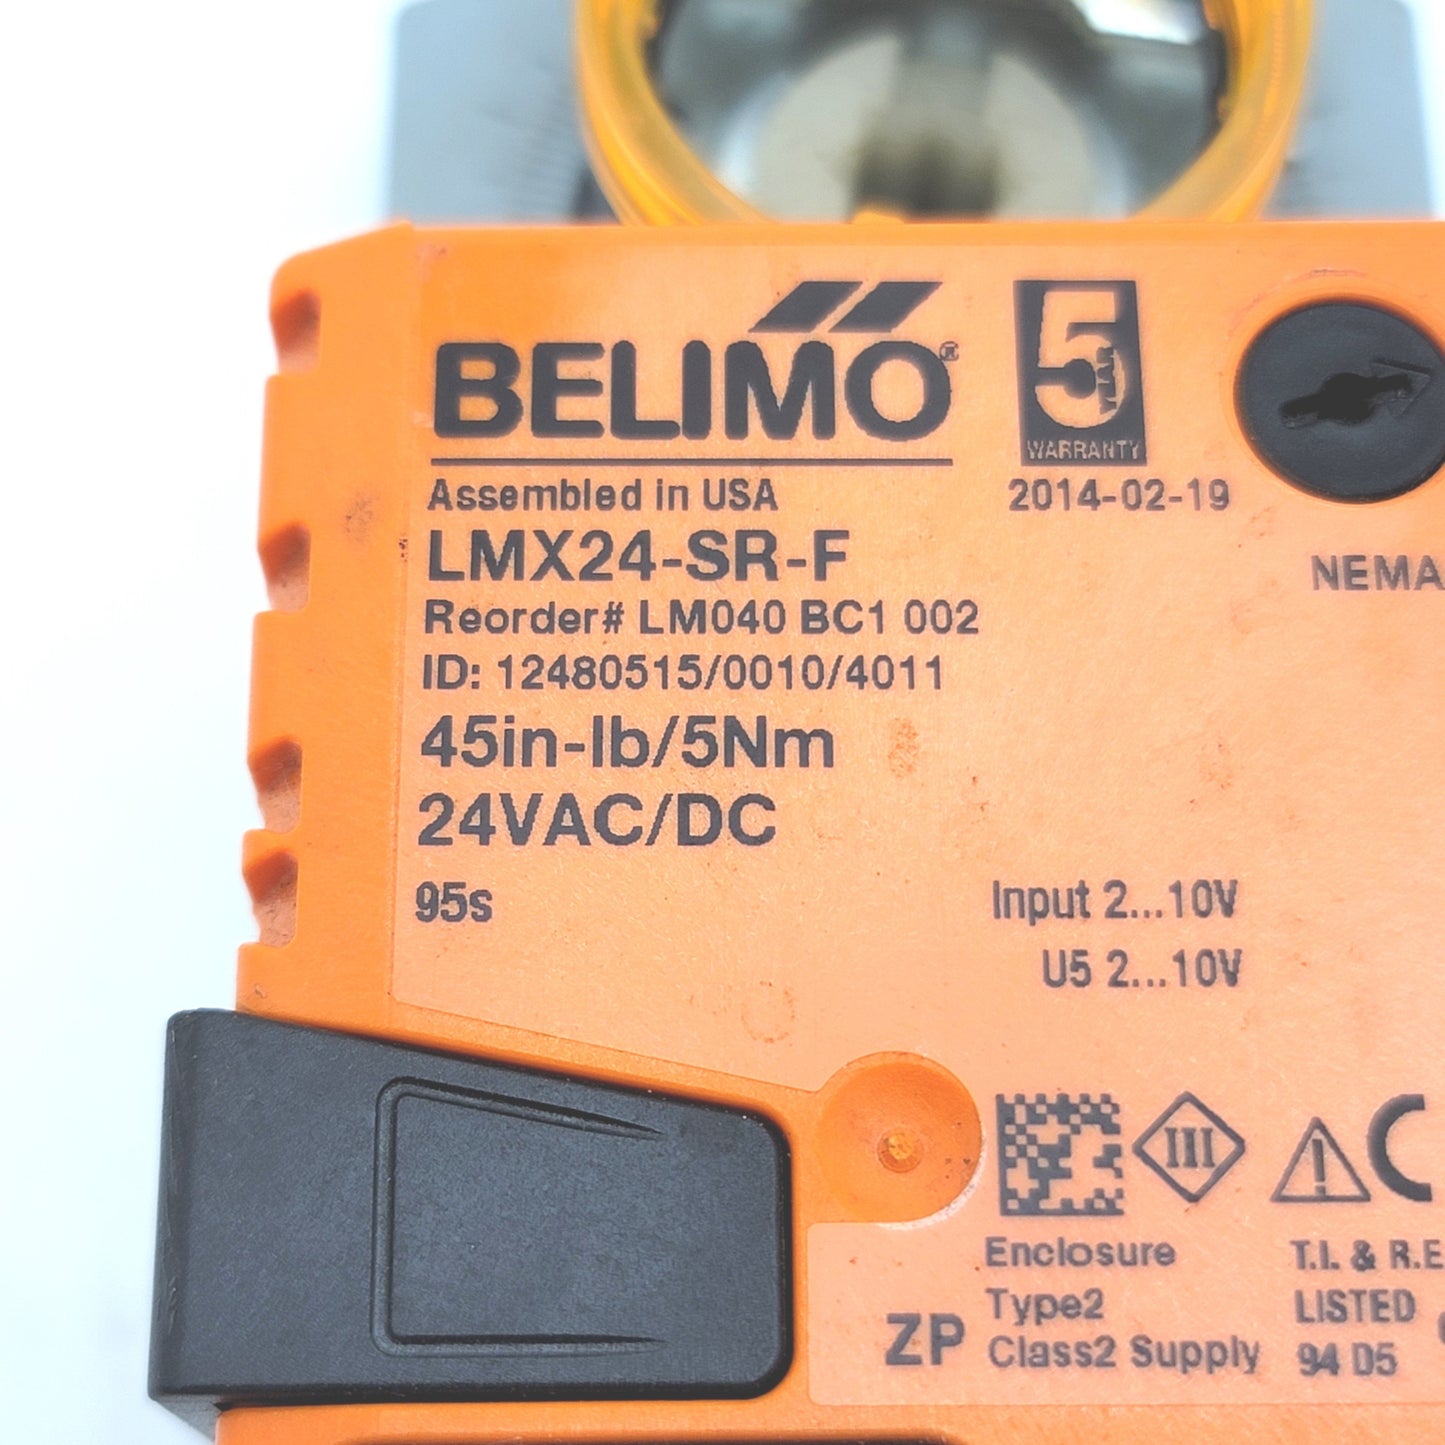 BELIMO®
5 YEAR
WARRANTY
2014-02-19
Assembled in USA
LMX24-SR-F
NEMA
Reorder# LM040 BC1 002
ID: 12480515/0010/4011
45in-lb/5Nm
24VAC/DC
95s
Input 2...10V
U5 2...10V
III
CE
ZP
Enclosure
Type2
Class2 Supply
T.I. & R.E
LISTED
94 D5